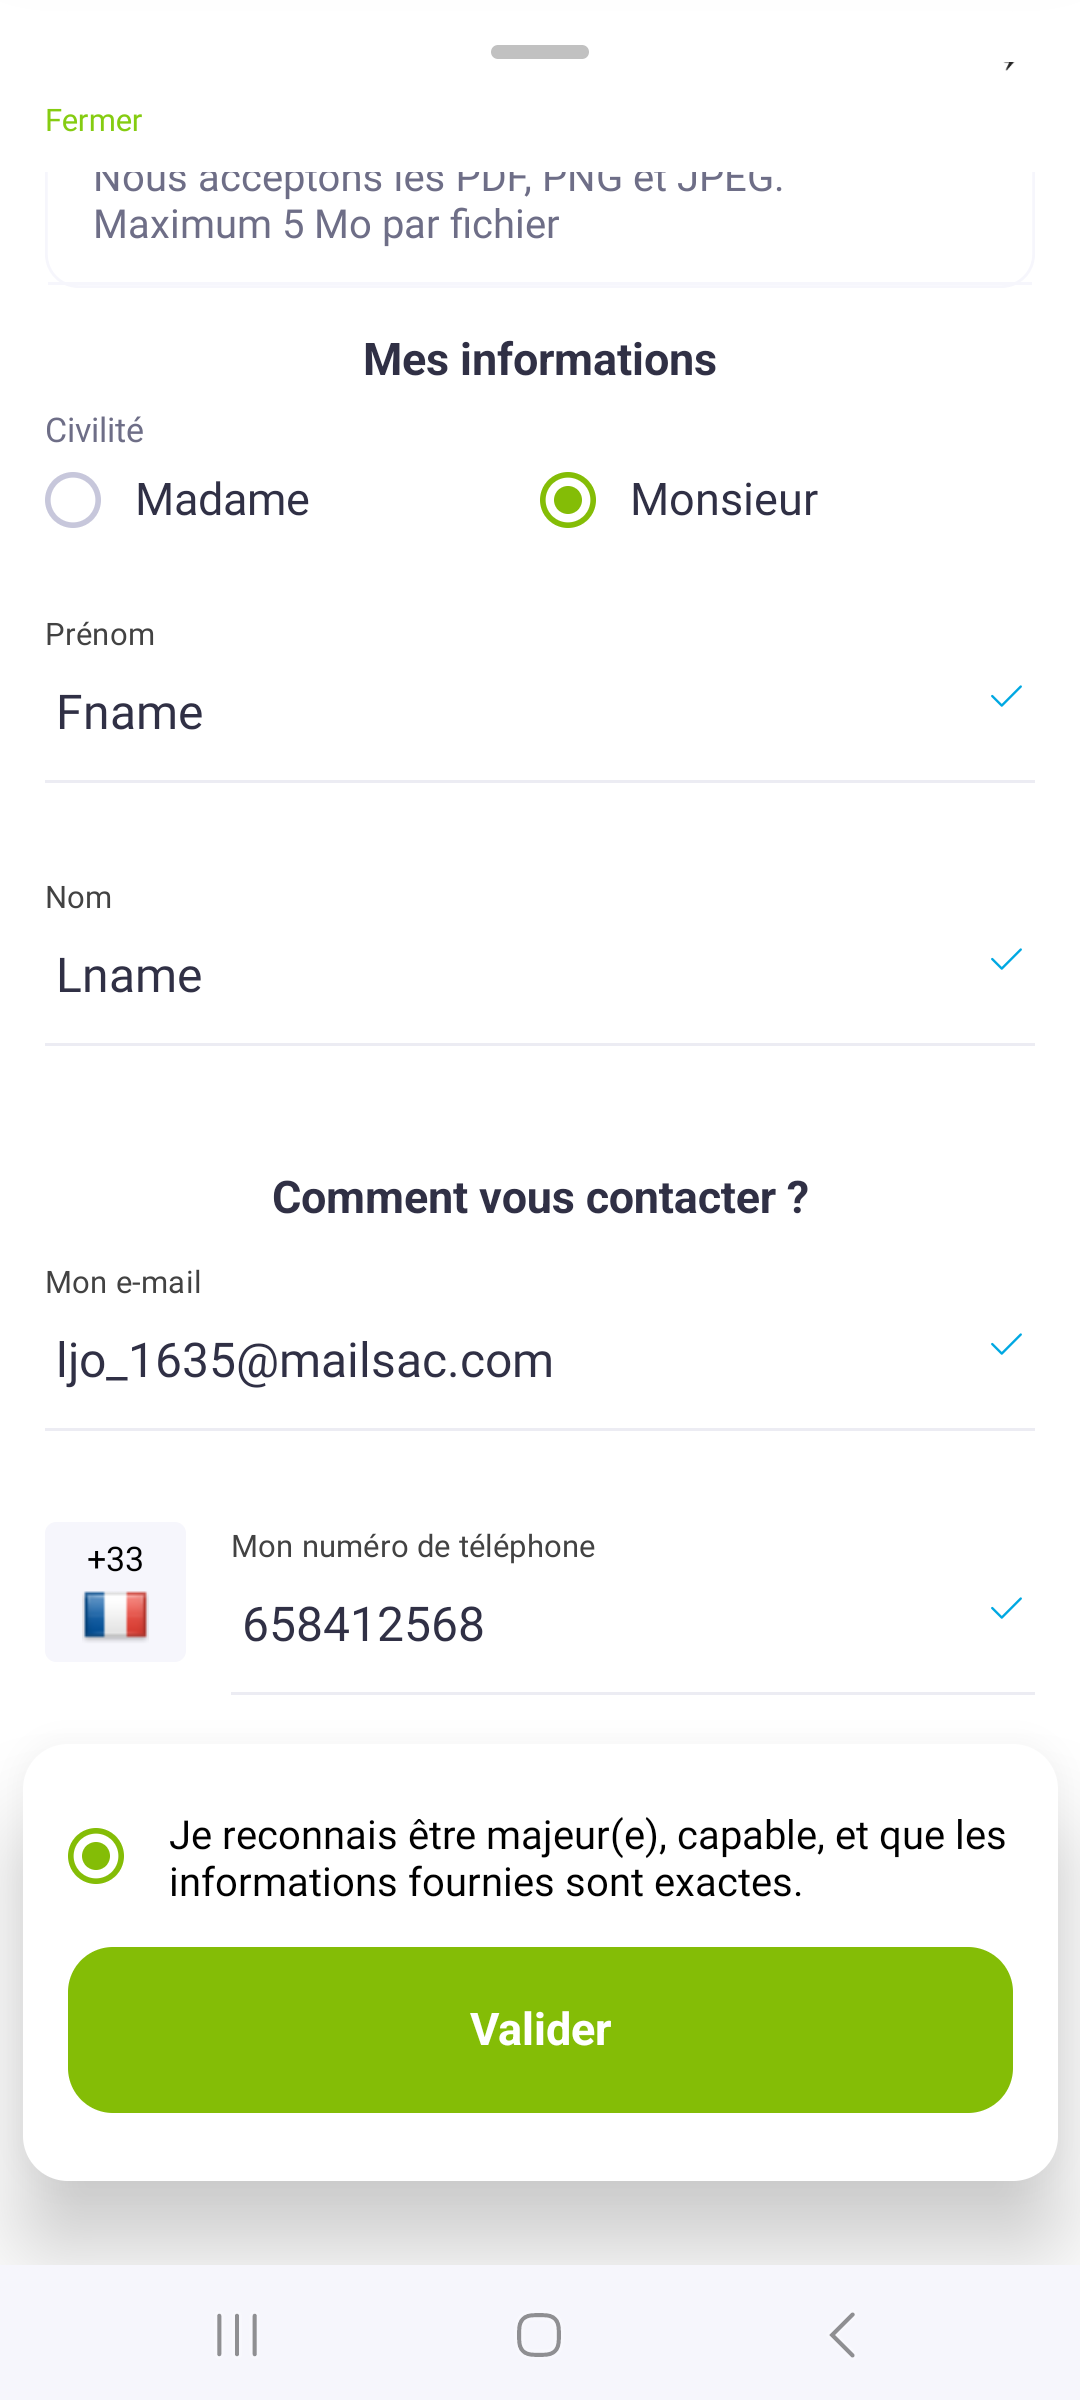 Fermer
Nous acceptons les PDF, PNG et JPEG.
Maximum 5 Mo par fichier
Mes informations
Civilité
Madame
Monsieur
Prénom
Fname
Nom
Lname
Comment vous contacter ?
Mon e-mail
ljo_1635@mailsac.com
+33
Mon numéro de téléphone
658412568
Je reconnais être majeur(e), capable, et que les
informations fournies sont exactes.
Valider